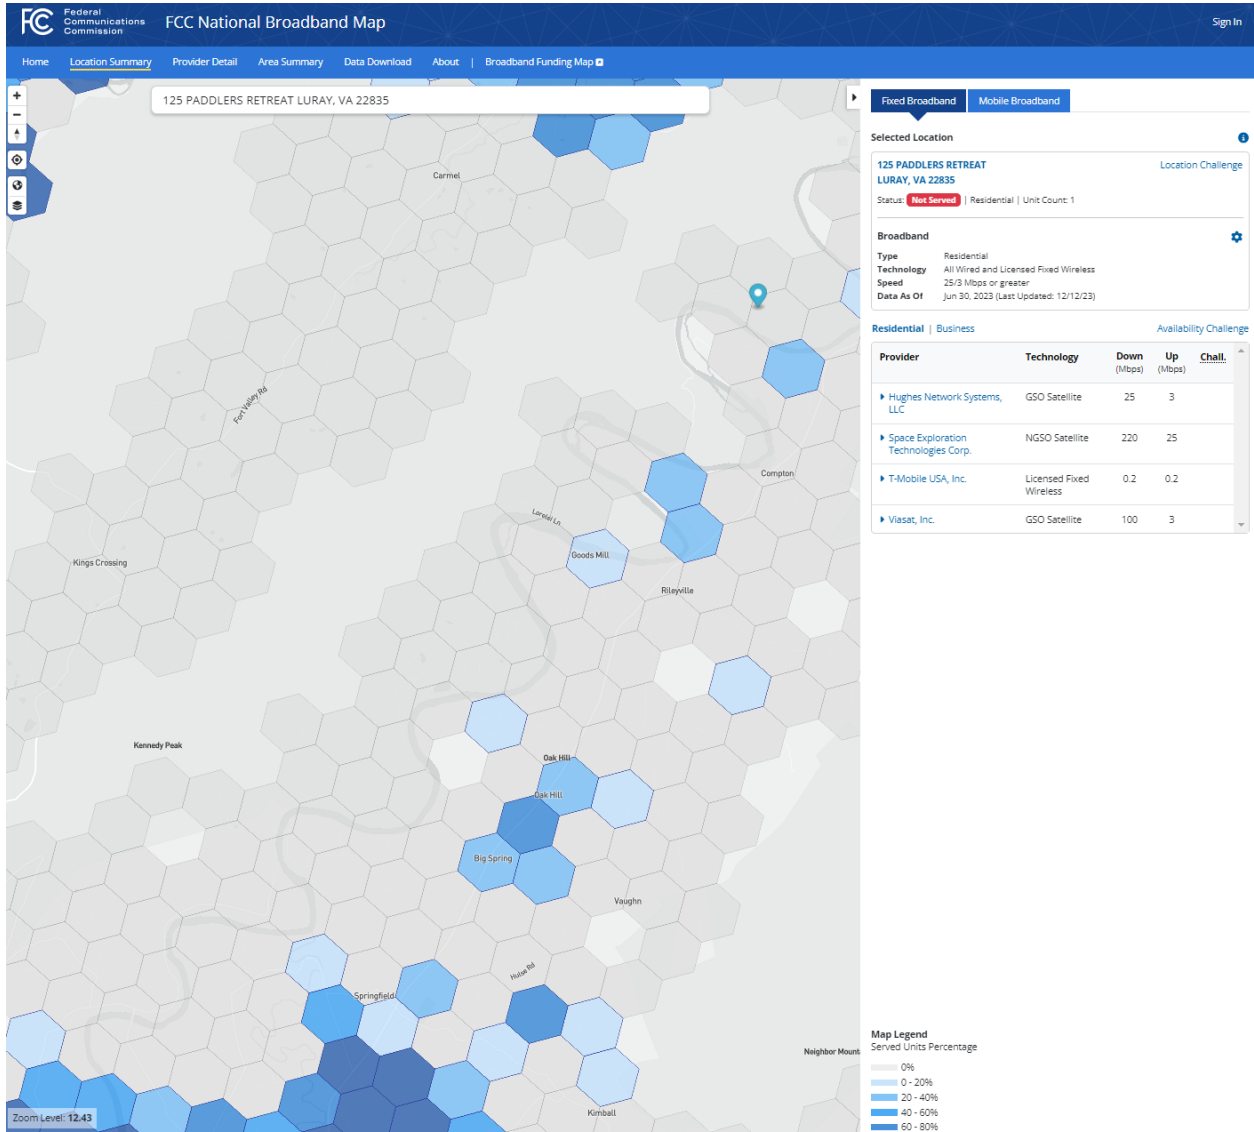 FCC
Federal
Communications
Commission
FCC National Broadband Map
Sign In
Home
Location Summary
Provider Detail
Area Summary
Data Download
About
|
Broadband Funding Map
125 PADDLERS RETREAT LURAY, VA 22835
Carmel
Fort Valley Rd
Compton
Lorelei Ln
Goods Mill
Kings Crossing
Rileyville
Kennedy Peak
Oak Hill
Oak Hill
Big Spring
Vaughn
Hulse Rd
Springfield
Neighbor Mount
Kimball
Zoom Level: 12.43
Fixed Broadband
Mobile Broadband
Selected Location
125 PADDLERS RETREAT
LURAY, VA 22835
Location Challenge
Status: Not Served | Residential | Unit Count: 1
Broadband
Type Residential
Technology All Wired and Licensed Fixed Wireless
Speed 25/3 Mbps or greater
Data As Of Jun 30, 2023 (Last Updated: 12/12/23)
Residential | Business
Availability Challenge
Provider Technology Down Up Chall.
(Mbps) (Mbps)
Hughes Network Systems, GSO Satellite 25 3
LLC
Space Exploration NGSO Satellite 220 25
Technologies Corp.
T-Mobile USA, Inc. Licensed Fixed 0.2 0.2
Wireless
Viasat, Inc. GSO Satellite 100 3
Map Legend
Served Units Percentage
0%
0 - 20%
20 - 40%
40 - 60%
60 - 80%